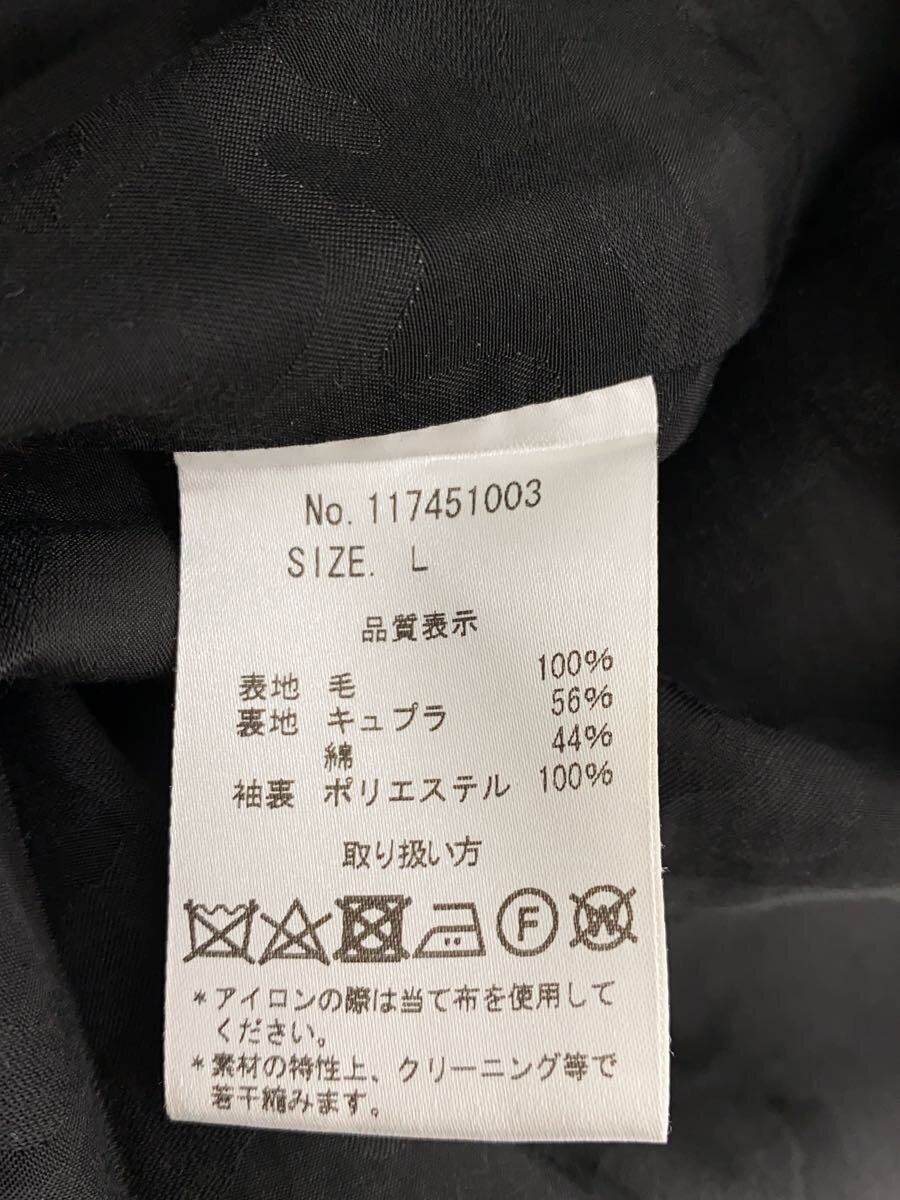 No. 117451003
SIZE. L
品質表示
表地 毛 100%
裏地 キュプラ 56%
綿 44%
袖裏 ポリエステル 100%
取り扱い方
F W
*アイロンの際は当て布を使用して
ください。
*素材の特性上、クリーニング等で
若干縮みます。